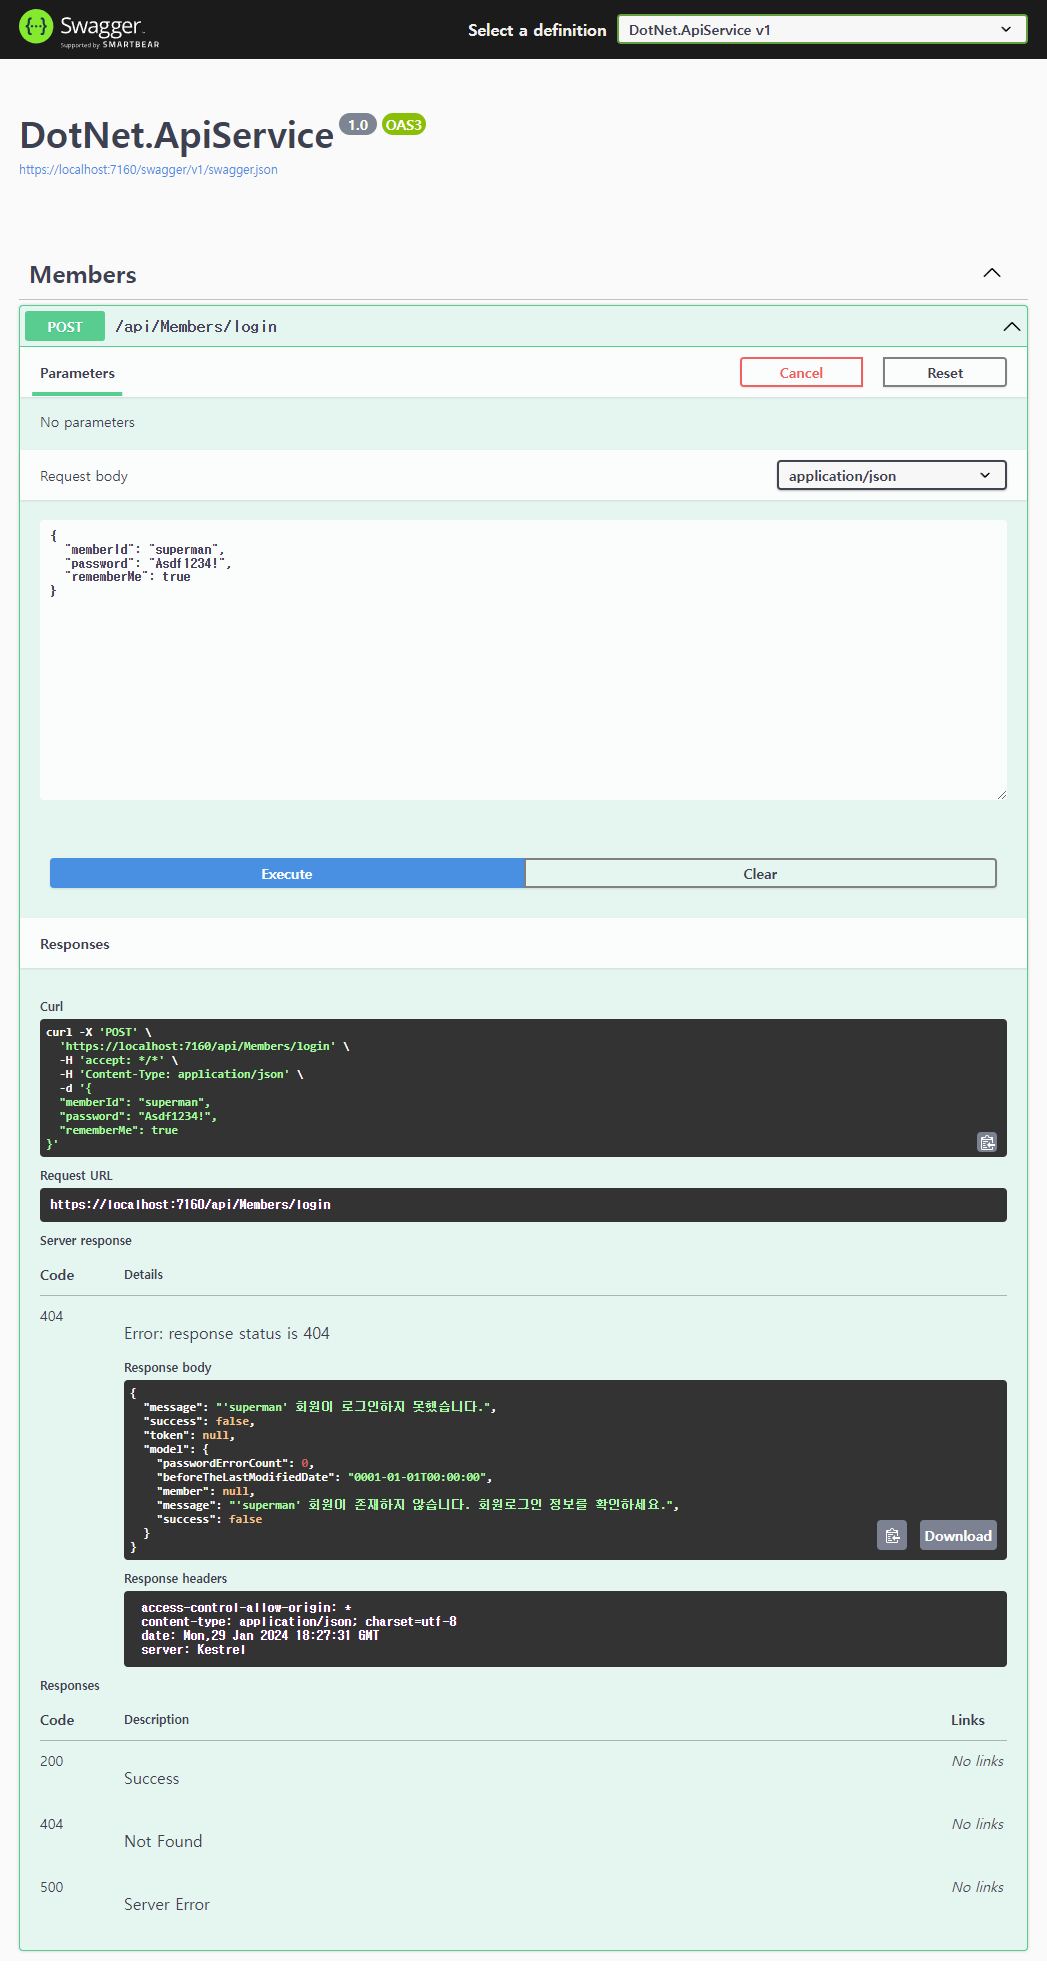 Swagger.
Supported by SMARTBEAR
Select a definition
DotNet.ApiService v1
DotNet.ApiService 1.0 OAS3
https://localhost:7160/swagger/v1/swagger.json
Members
POST /api/Members/login
Parameters Cancel Reset
No parameters
Request body application/json
{
  "memberId": "superman",
  "password": "Asdf1234!",
  "rememberMe": true
}
Execute Clear
Responses
Curl
curl -X 'POST' \
  'https://localhost:7160/api/Members/login' \
  -H 'accept: */*' \
  -H 'Content-Type: application/json' \
  -d '{
  "memberId": "superman",
  "password": "Asdf1234!",
  "rememberMe": true
}'
Request URL
https://localhost:7160/api/Members/login
Server response
Code Details
404
Error: response status is 404
Response body
{
  "message": "'superman' 회원이 로그인하지 못했습니다.",
  "success": false,
  "token": null,
  "model": {
    "passwordErrorCount": 0,
    "beforeTheLastModifiedDate": "0001-01-01T00:00:00",
    "member": null,
    "message": "'superman' 회원이 존재하지 않습니다. 회원로그인 정보를 확인하세요.",
    "success": false
  }
}
Download
Response headers
access-control-allow-origin: *
content-type: application/json; charset=utf-8
date: Mon,29 Jan 2024 18:27:31 GMT
server: Kestrel
Responses
Code Description Links
200 No links
Success
404 No links
Not Found
500 No links
Server Error